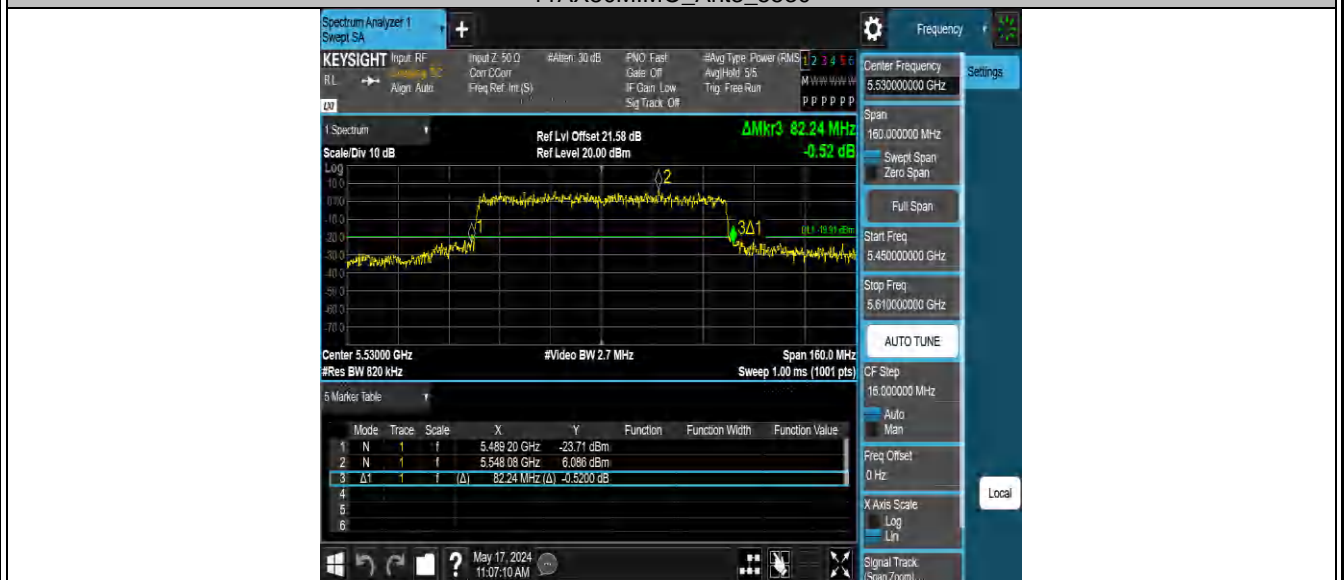 Spectrum Analyzer 1
Swept SA
+
Frequency
KEYSIGHT
Input: RF
Input Z: 50 Ω
#Atten: 30 dB
PNO: Fast
#Avg Type: Power (RMS
1 2 3 4 5 6
RL
Corr CCorr
Gate: Off
Avg|Hold: 5/5
M W W W W W
Align: Auto
Freq Ref: Int (S)
IF Gain: Low
Trig: Free Run
Sig Track: Off
P P P P P P
LXI
Center Frequency
5.530000000 GHz
Settings
Span
160.000000 MHz
Swept Span
Zero Span
Full Span
Start Freq
5.450000000 GHz
Stop Freq
5.610000000 GHz
AUTO TUNE
CF Step
16.000000 MHz
Auto
Man
Freq Offset
0 Hz
X Axis Scale
Log
Lin
Signal Track
(Span Zoom)
Local
1 Spectrum
Ref Lvl Offset 21.58 dB
ΔMkr3 82.24 MHz
Scale/Div 10 dB
Ref Level 20.00 dBm
-0.52 dB
Log
10.0
0.00
-10.0
-20.0
-30.0
-40.0
-50.0
-60.0
-70.0
2
1
3Δ1
DL1 -19.91 dBm
Center 5.53000 GHz
#Video BW 2.7 MHz
Span 160.0 MHz
#Res BW 820 kHz
Sweep 1.00 ms (1001 pts)
5 Marker Table
Mode Trace Scale X Y Function Function Width Function Value
1 N 1 f 5.489 20 GHz -23.71 dBm
2 N 1 f 5.548 08 GHz 6.086 dBm
3 Δ1 1 f (Δ) 82.24 MHz (Δ) -0.5200 dB
4
5
6
?
May 17, 2024
11:07:10 AM